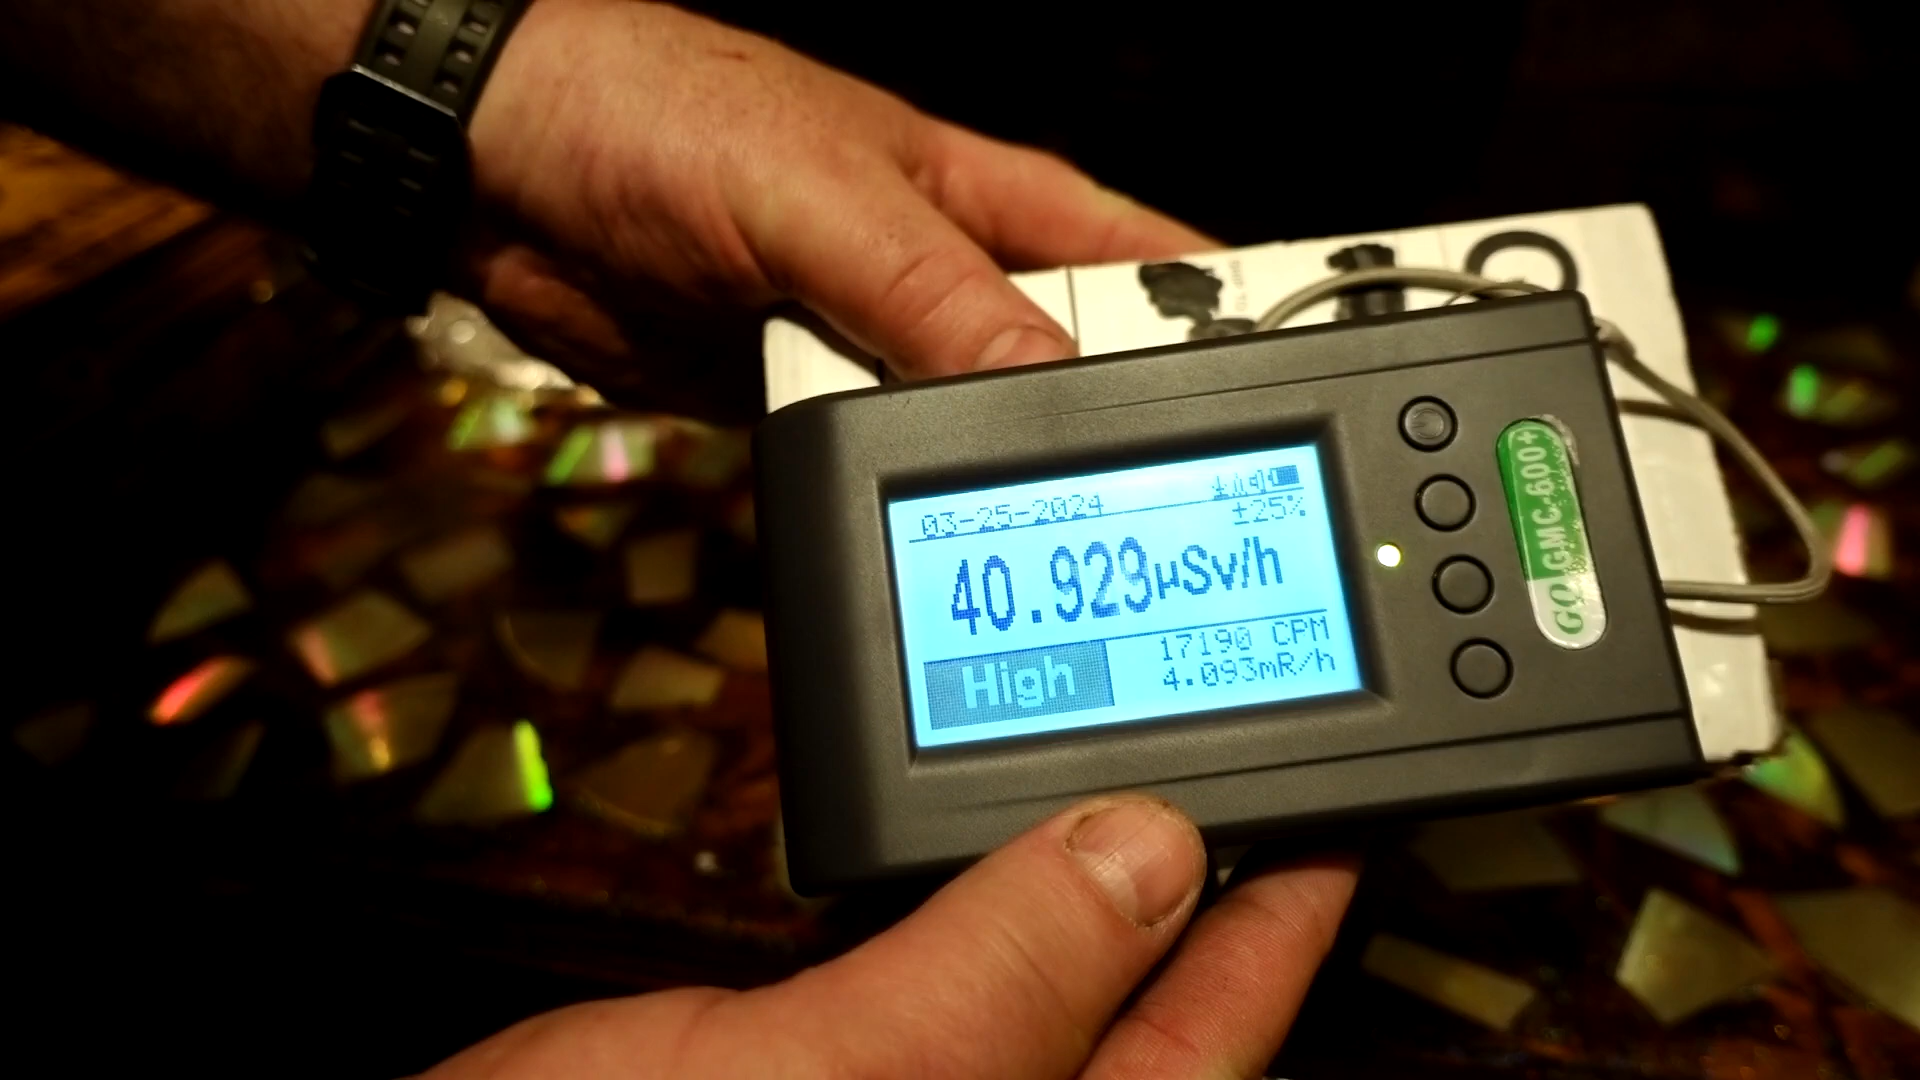 03-25-2024
±25%
40.929µSv/h
High
17190 CPM
4.093mR/h
GQ GMC-600+